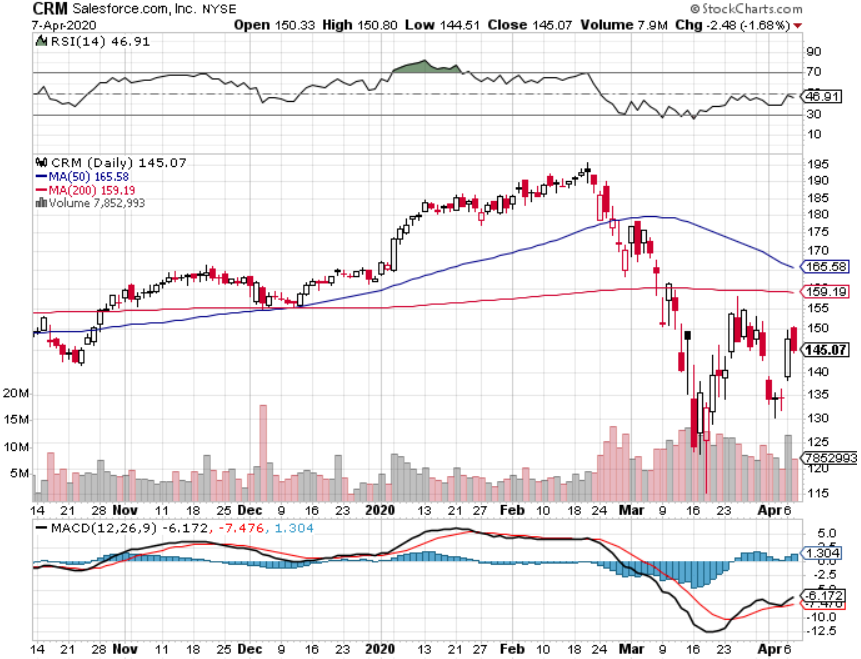 CRM Salesforce.com, Inc. NYSE © StockCharts.com
7-Apr-2020 Open 150.33 High 150.80 Low 144.51 Close 145.07 Volume 7.9M Chg -2.48 (-1.68%)
RSI(14) 46.91
90
70
46.91
30
10
CRM (Daily) 145.07
MA(50) 165.58
MA(200) 159.19
Volume 7,852,993
195
190
185
180
175
170
165.58
159.19
155
150
145.07
140
135
130
125
7852993
120
115
20M
15M
10M
5M
14 21 28 Nov 11 18 25 Dec 9 16 23 2020 13 21 27 Feb 10 18 24 Mar 9 16 23 Apr 6
MACD(12,26,9) -6.172, -7.476, 1.304
5.0
1.304
0.0
-2.5
-6.172
-7.476
-10.0
-12.5
14 21 28 Nov 11 18 25 Dec 9 16 23 2020 13 21 27 Feb 10 18 24 Mar 9 16 23 Apr 6